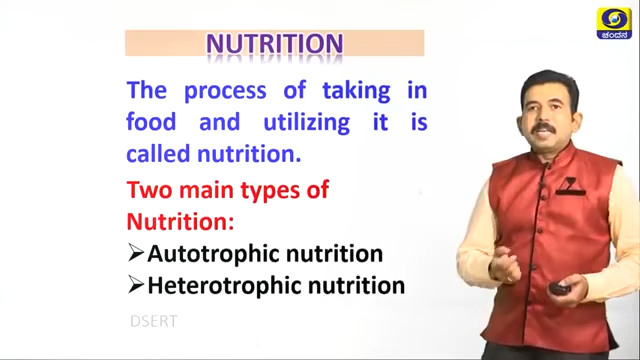 NUTRITION
ಚಂದನ
The process of taking in
food and utilizing it is
called nutrition.
Two main types of
Nutrition:
➢Autotrophic nutrition
➢Heterotrophic nutrition
DSERT